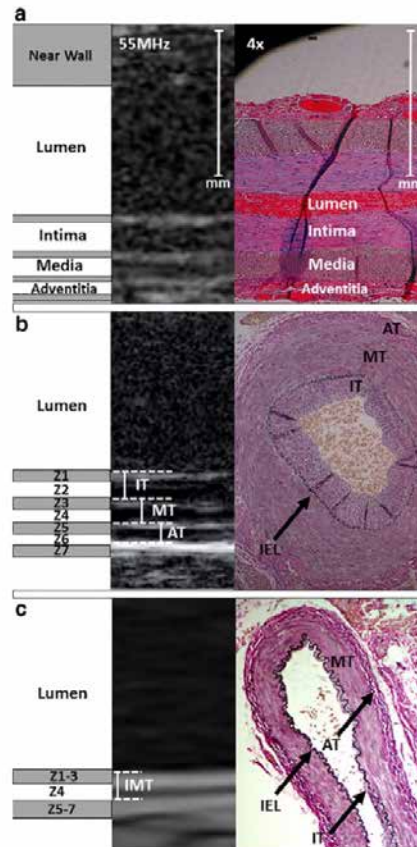 a
Near Wall
55MHz
4x
Lumen
mm
mm
Lumen
Intima
Intima
Media
Media
Adventitia
Adventitia
b
AT
MT
IT
Lumen
Z1
Z2
IT
Z3
Z4
MT
Z5
Z6
AT
Z7
IEL
c
MT
Lumen
AT
Z1-3
Z4
IMT
IEL
Z5-7
IT